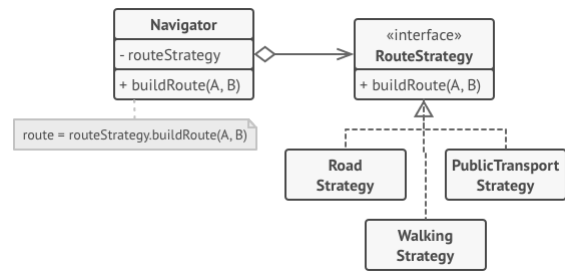 Navigator
- routeStrategy
+ buildRoute(A, B)
route = routeStrategy.buildRoute(A, B)
«interface»
RouteStrategy
+ buildRoute(A, B)
Road
Strategy
PublicTransport
Strategy
Walking
Strategy